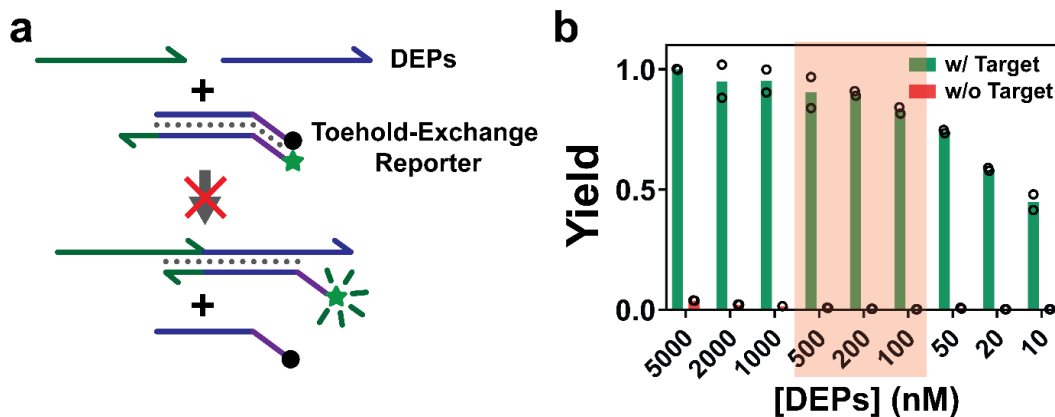 a
DEPs
+
Toehold-Exchange
Reporter
+
b
w/ Target
w/o Target
Yield
1.0
0.5
0.0
5000
2000
1000
500
200
100
50
20
10
[DEPs] (nM)